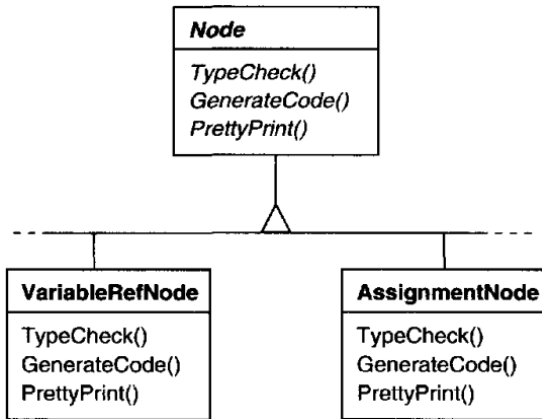 Node
TypeCheck()
GenerateCode()
PrettyPrint()
VariableRefNode
TypeCheck()
GenerateCode()
PrettyPrint()
AssignmentNode
TypeCheck()
GenerateCode()
PrettyPrint()